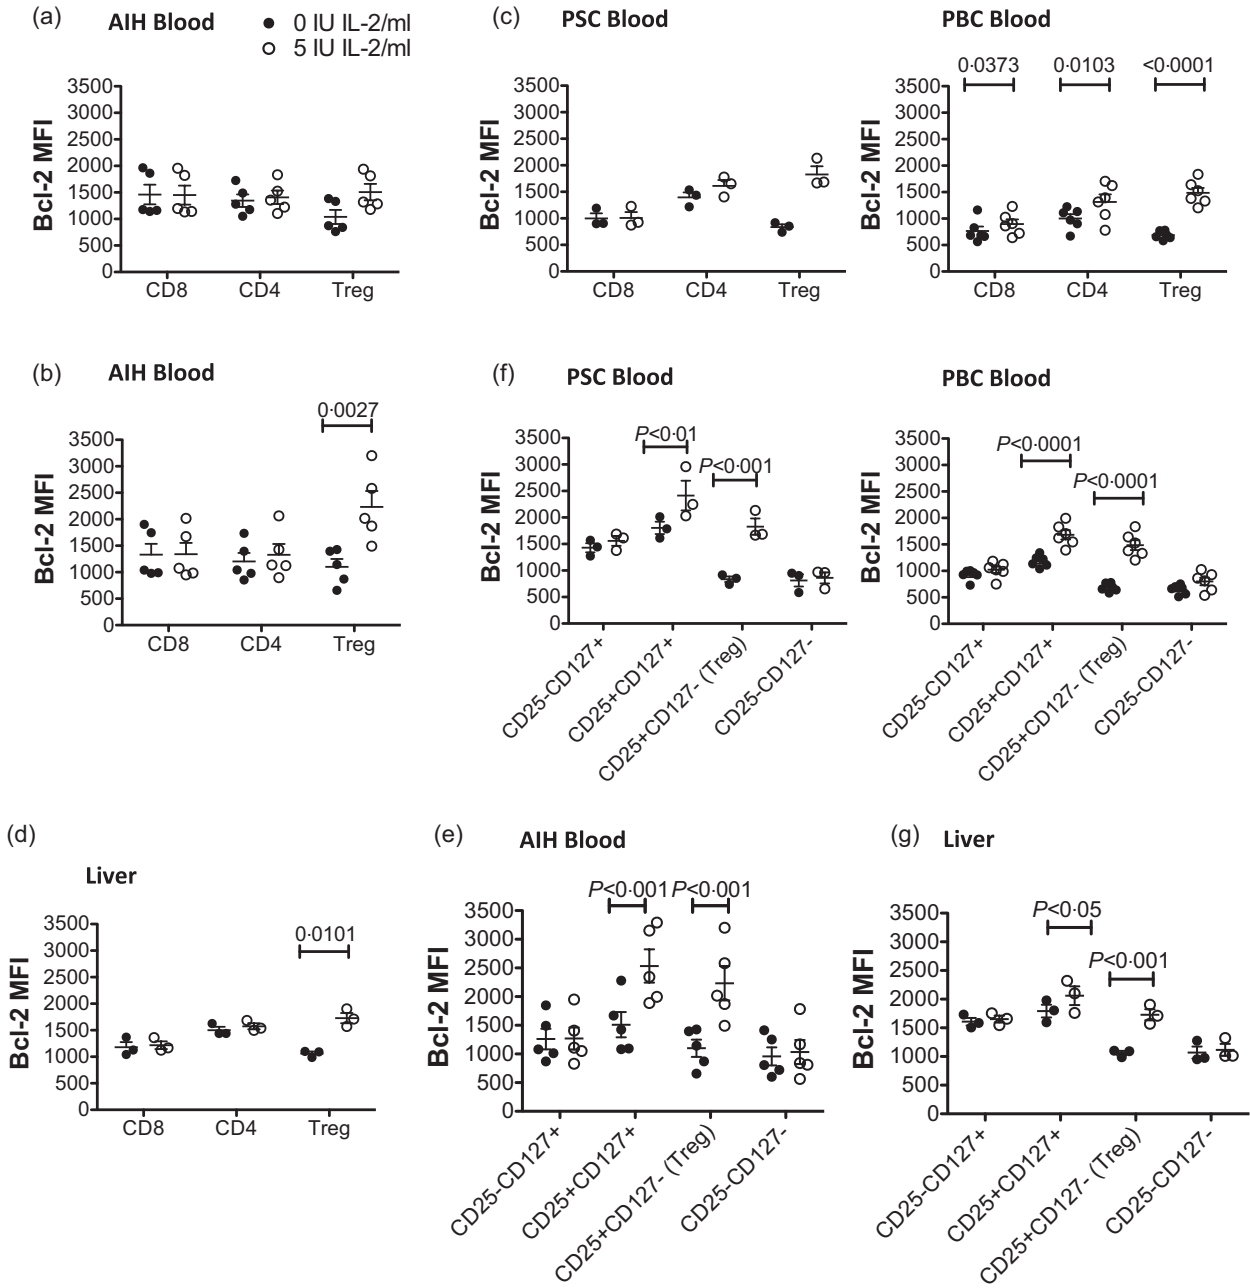 (a)
AIH Blood
0 IU IL-2/ml
5 IU IL-2/ml
Bcl-2 MFI
3500
3000
2500
2000
1500
1000
500
0
CD8
CD4
Treg
(c)
PSC Blood
Bcl-2 MFI
3500
3000
2500
2000
1500
1000
500
0
CD8
CD4
Treg
PBC Blood
0·0373
0·0103
<0·0001
Bcl-2 MFI
3500
3000
2500
2000
1500
1000
500
0
CD8
CD4
Treg
(b)
AIH Blood
0·0027
Bcl-2 MFI
3500
3000
2500
2000
1500
1000
500
0
CD8
CD4
Treg
(f)
PSC Blood
P<0·01
P<0·001
Bcl-2 MFI
3500
3000
2500
2000
1500
1000
500
0
CD25-CD127+
CD25+CD127+
CD25+CD127- (Treg)
CD25-CD127-
PBC Blood
P<0·0001
P<0·0001
Bcl-2 MFI
3500
3000
2500
2000
1500
1000
500
0
CD25-CD127+
CD25+CD127+
CD25+CD127- (Treg)
CD25-CD127-
(d)
Liver
0·0101
Bcl-2 MFI
3500
3000
2500
2000
1500
1000
500
0
CD8
CD4
Treg
(e)
AIH Blood
P<0·001
P<0·001
Bcl-2 MFI
3500
3000
2500
2000
1500
1000
500
0
CD25-CD127+
CD25+CD127+
CD25+CD127- (Treg)
CD25-CD127-
(g)
Liver
P<0·05
P<0·001
Bcl-2 MFI
3500
3000
2500
2000
1500
1000
500
0
CD25-CD127+
CD25+CD127+
CD25+CD127- (Treg)
CD25-CD127-